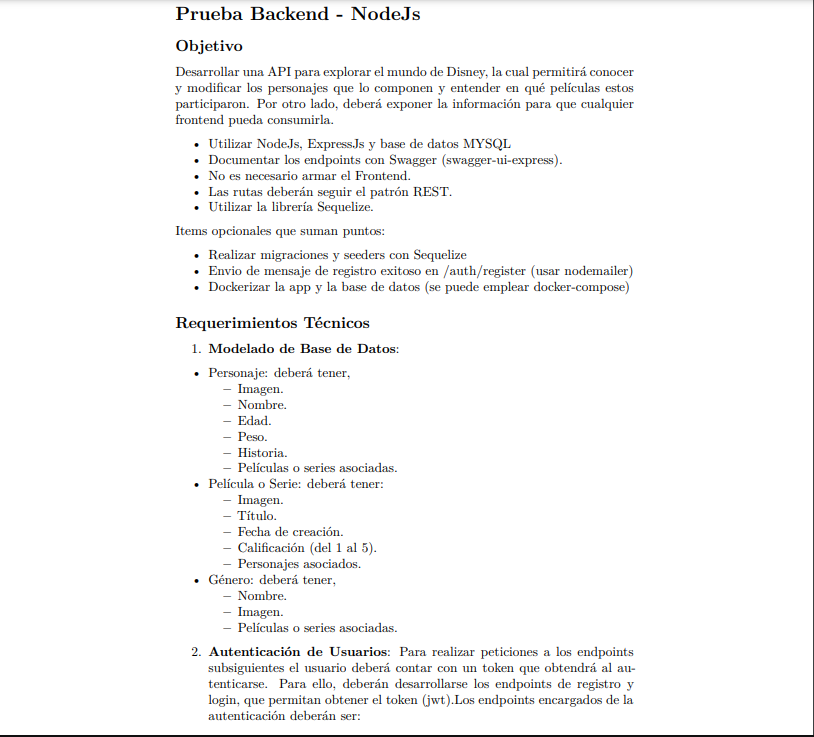 Prueba Backend - NodeJs
Objetivo
Desarrollar una API para explorar el mundo de Disney, la cual permitirá conocer
y modificar los personajes que lo componen y entender en qué películas estos
participaron. Por otro lado, deberá exponer la información para que cualquier
frontend pueda consumirla.
• Utilizar NodeJs, ExpressJs y base de datos MYSQL
• Documentar los endpoints con Swagger (swagger-ui-express).
• No es necesario armar el Frontend.
• Las rutas deberán seguir el patrón REST.
• Utilizar la librería Sequelize.
Items opcionales que suman puntos:
• Realizar migraciones y seeders con Sequelize
• Envio de mensaje de registro exitoso en /auth/register (usar nodemailer)
• Dockerizar la app y la base de datos (se puede emplear docker-compose)
Requerimientos Técnicos
1. Modelado de Base de Datos:
• Personaje: deberá tener,
– Imagen.
– Nombre.
– Edad.
– Peso.
– Historia.
– Películas o series asociadas.
• Película o Serie: deberá tener:
– Imagen.
– Título.
– Fecha de creación.
– Calificación (del 1 al 5).
– Personajes asociados.
• Género: deberá tener,
– Nombre.
– Imagen.
– Películas o series asociadas.
2. Autenticación de Usuarios: Para realizar peticiones a los endpoints
subsiguientes el usuario deberá contar con un token que obtendrá al au-
tenticarse. Para ello, deberán desarrollarse los endpoints de registro y
login, que permitan obtener el token (jwt).Los endpoints encargados de la
autenticación deberán ser: